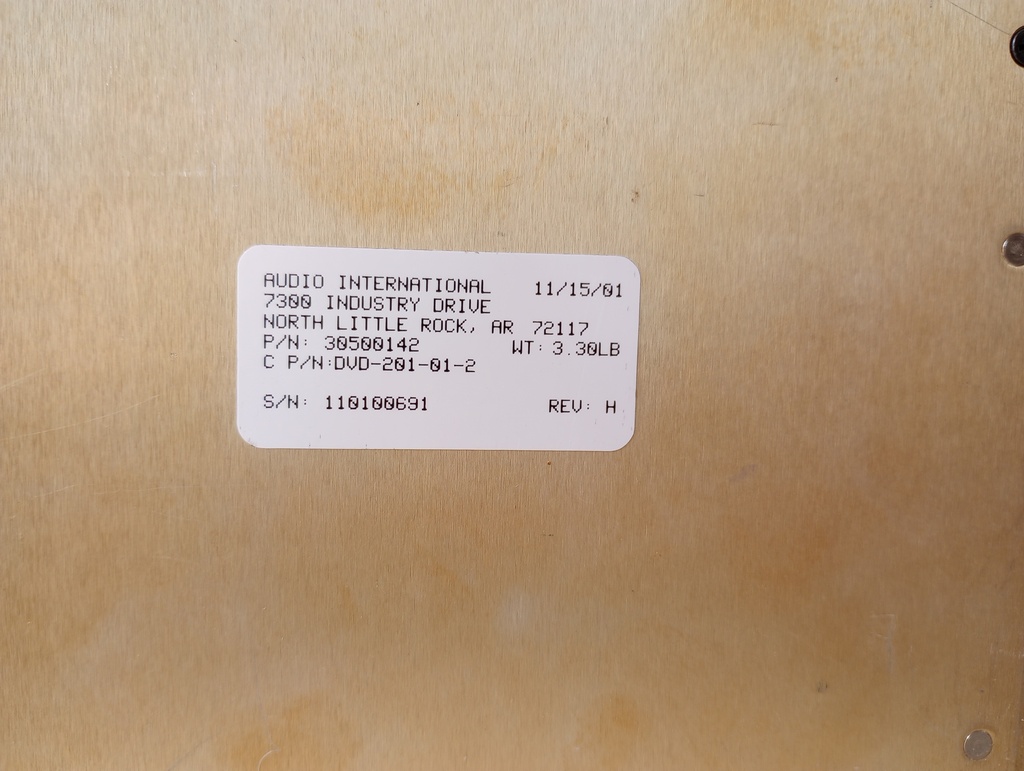 AUDIO INTERNATIONAL 11/15/01
7300 INDUSTRY DRIVE
NORTH LITTLE ROCK, AR 72117
P/N: 30500142 WT: 3.30LB
C P/N:DVD-201-01-2
S/N: 110100691 REV: H